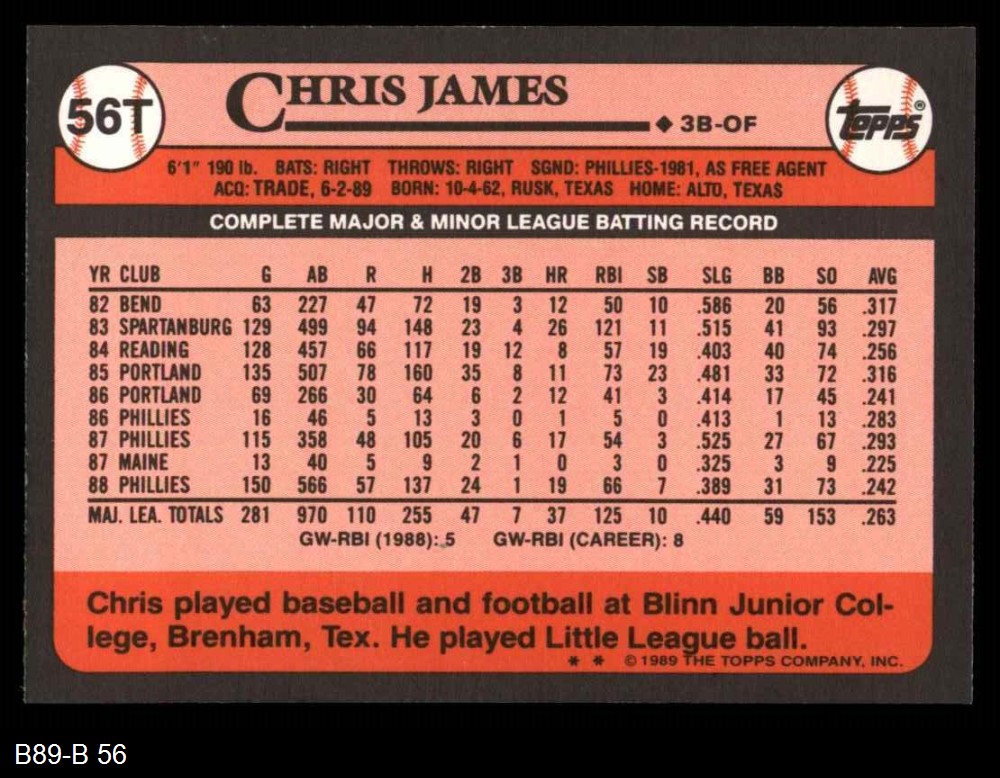 56T
CHRIS JAMES
◆ 3B-OF
TOPPS®
6'1" 190 lb. BATS: RIGHT THROWS: RIGHT SGND: PHILLIES-1981, AS FREE AGENT
ACQ: TRADE, 6-2-89 BORN: 10-4-62, RUSK, TEXAS HOME: ALTO, TEXAS
COMPLETE MAJOR & MINOR LEAGUE BATTING RECORD
YR CLUB G AB R H 2B 3B HR RBI SB SLG BB SO AVG
82 BEND 63 227 47 72 19 3 12 50 10 .586 20 56 .317
83 SPARTANBURG 129 499 94 148 23 4 26 121 11 .515 41 93 .297
84 READING 128 457 66 117 19 12 8 57 19 .403 40 74 .256
85 PORTLAND 135 507 78 160 35 8 11 73 23 .481 33 72 .316
86 PORTLAND 69 266 30 64 6 2 12 41 3 .414 17 45 .241
86 PHILLIES 16 46 5 13 3 0 1 5 0 .413 1 13 .283
87 PHILLIES 115 358 48 105 20 6 17 54 3 .525 27 67 .293
87 MAINE 13 40 5 9 2 1 0 3 0 .325 3 9 .225
88 PHILLIES 150 566 57 137 24 1 19 66 7 .389 31 73 .242
MAJ. LEA. TOTALS 281 970 110 255 47 7 37 125 10 .440 59 153 .263
GW-RBI (1988): 5 GW-RBI (CAREER): 8
Chris played baseball and football at Blinn Junior Col-
lege, Brenham, Tex. He played Little League ball.
* * © 1989 THE TOPPS COMPANY, INC.
B89-B 56